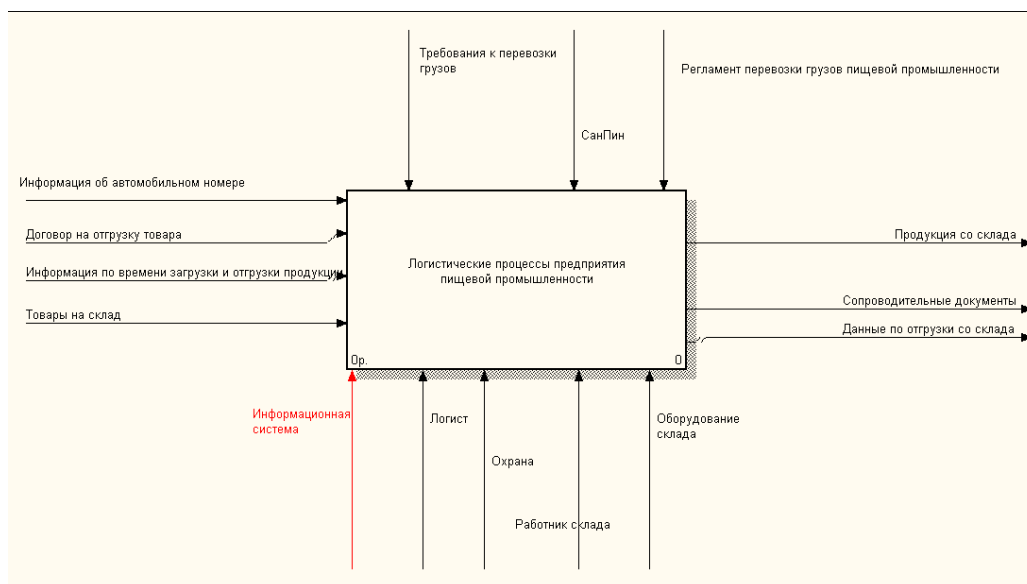 Требования к перевозки
грузов
Регламент перевозки грузов пищевой промышленности
СанПин
Информация об автомобильном номере
Договор на отгрузку товара
Информация по времени загрузки и отгрузки продукции
Товары на склад
Логистические процессы предприятия
пищевой промышленности
0р.
0
Продукция со склада
Сопроводительные документы
Данные по отгрузки со склада
Информационная
система
Логист
Охрана
Работник склада
Оборудование
склада